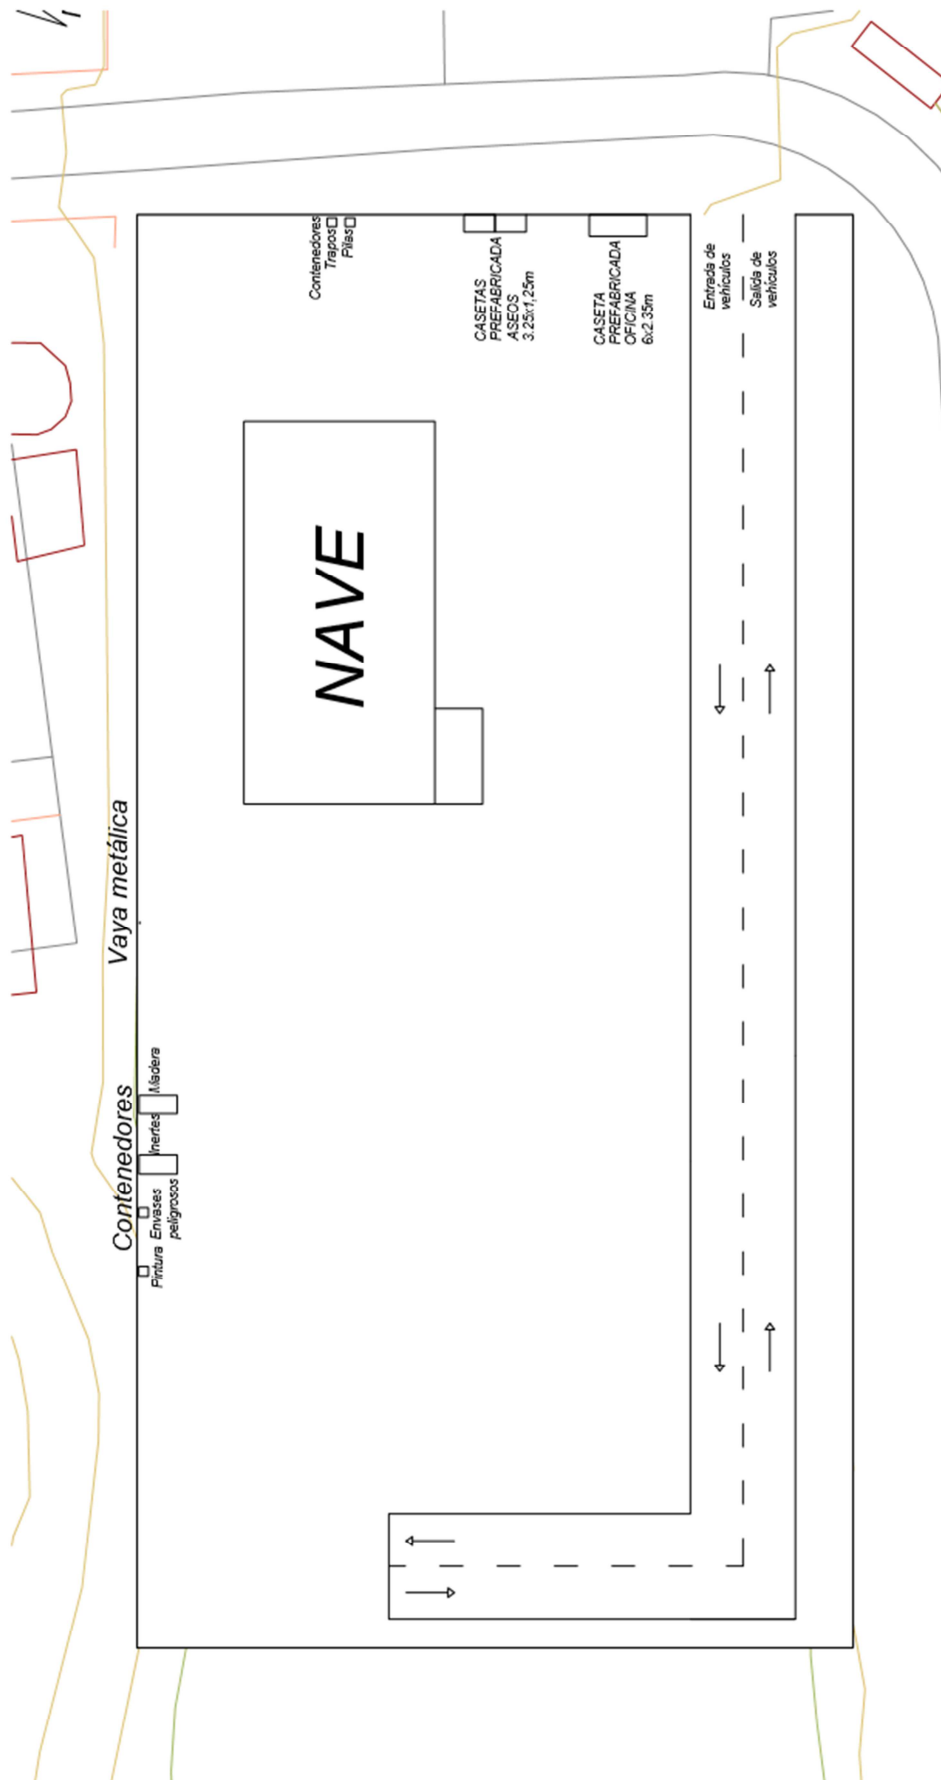 Contenedores
Trapos
Pilas
CASETAS
PREFABRICADA
ASEOS
3.25x1,25m
CASETA
PREFABRICADA
OFICINA
6x2.35m
Entrada de
vehículos
Salida de
vehículos
NAVE
Vaya metálica
Contenedores
Madera
Inertes
Envases
peligrosos
Pintura